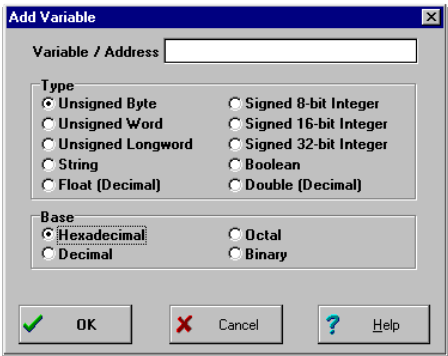 Add Variable
Variable / Address
Type
Unsigned Byte Signed 8-bit Integer
Unsigned Word Signed 16-bit Integer
Unsigned Longword Signed 32-bit Integer
String Boolean
Float (Decimal) Double (Decimal)
Base
Hexadecimal Octal
Decimal Binary
OK Cancel Help